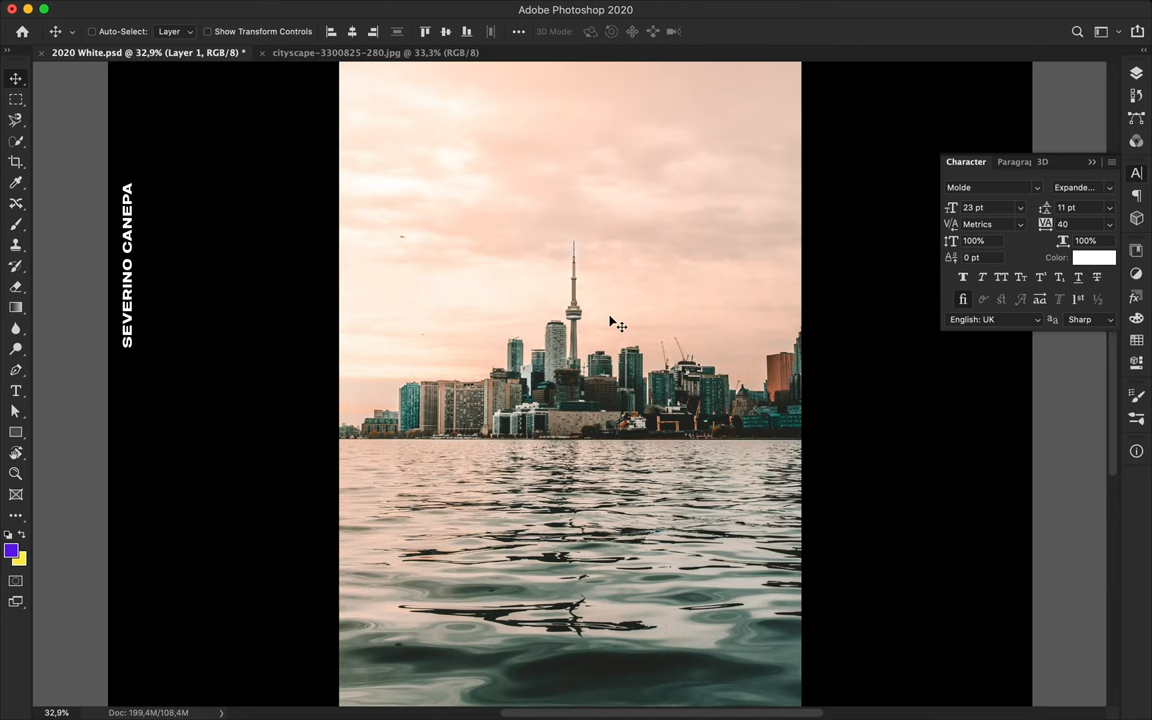 Adobe Photoshop 2020
Auto-Select: Layer Show Transform Controls 3D Mode:
2020 White.psd @ 32,9% (Layer 1, RGB/8) * cityscape-3300825-280.jpg @ 33,3% (RGB/8)
SEVERINO CANEPA
Character Paragra 3D
Molde Expande...
23 pt 11 pt
Metrics 40
100% 100%
0 pt Color:
English: UK Sharp
32,9% Doc: 199,4M/108,4M